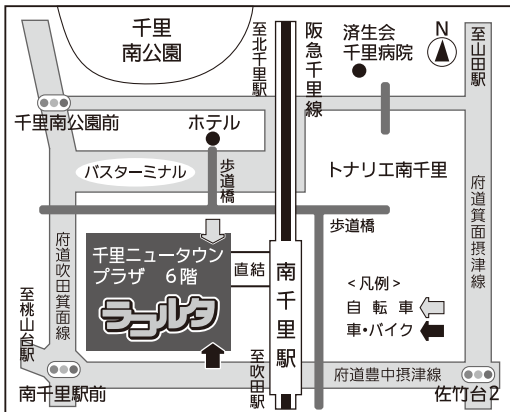 千里
南公園
至北千里駅
阪急千里線
済生会
千里病院
N
至山田駅
千里南公園前
ホテル
バスターミナル
歩道橋
トナリエ南千里
府道箕面摂津線
歩道橋
府道吹田箕面線
千里ニュータウン
プラザ 6階
ラコルタ
直結
南千里駅
<凡例>
自転車
車・バイク
至桃山台駅
至吹田駅
府道豊中摂津線
南千里駅前
佐竹台2